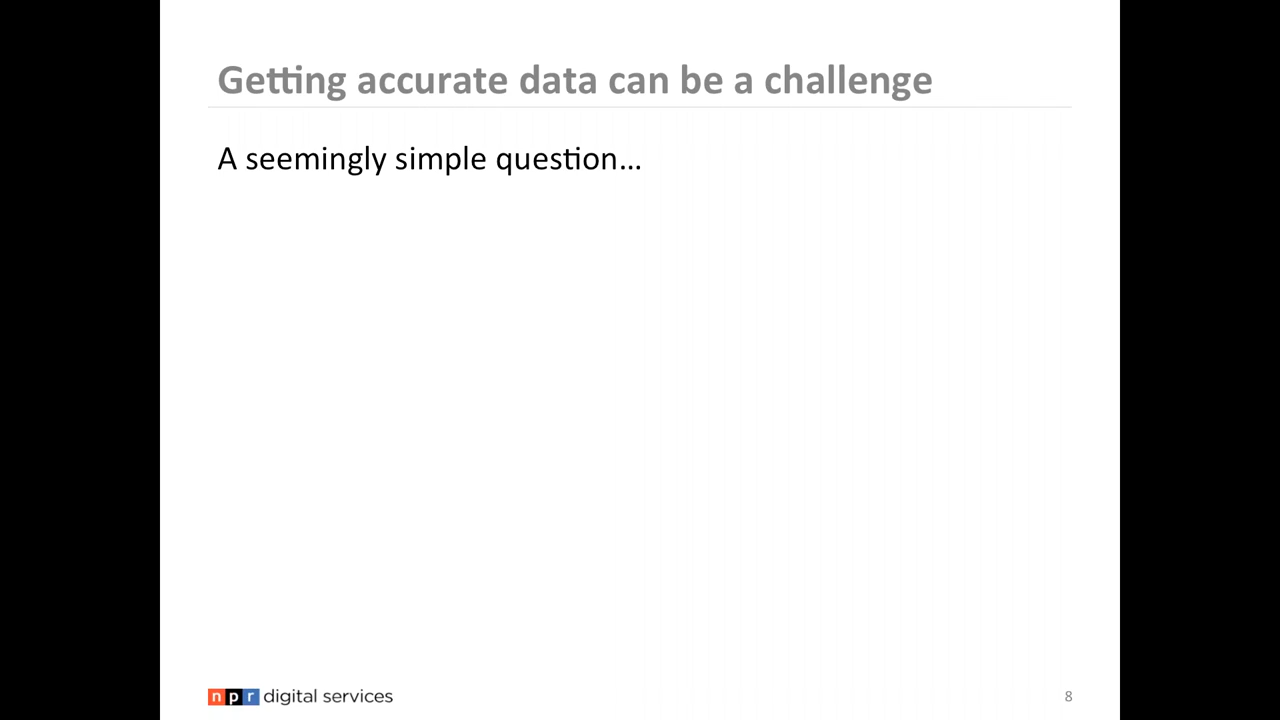 Getting accurate data can be a challenge
A seemingly simple question…
npr digital services
8